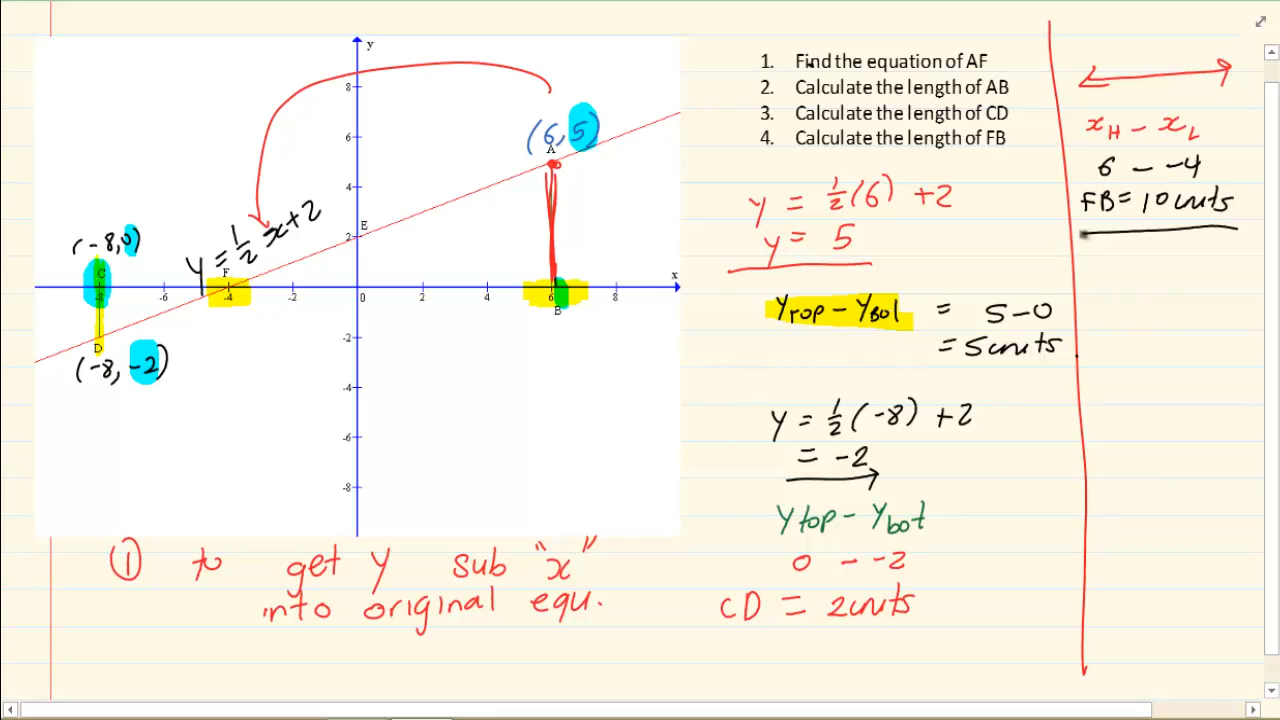 1. Find the equation of AF
2. Calculate the length of AB
3. Calculate the length of CD
4. Calculate the length of FB
y
8
6
4
2
0
-2
-4
-6
-8
x
-8
-6
-4
-2
2
4
6
8
(6, 5)
A
E
F
B
C
D
(-8, 0)
(-8, -2)
y = 1/2 x + 2
y = 1/2 (6) + 2
y = 5
yTOP - yBot = 5 - 0
= 5 units
y = 1/2 (-8) + 2
= -2
ytop - ybot
0 - -2
CD = 2 units
xH - xL
6 - -4
FB = 10 units
① to get y sub "x"
into original equ.